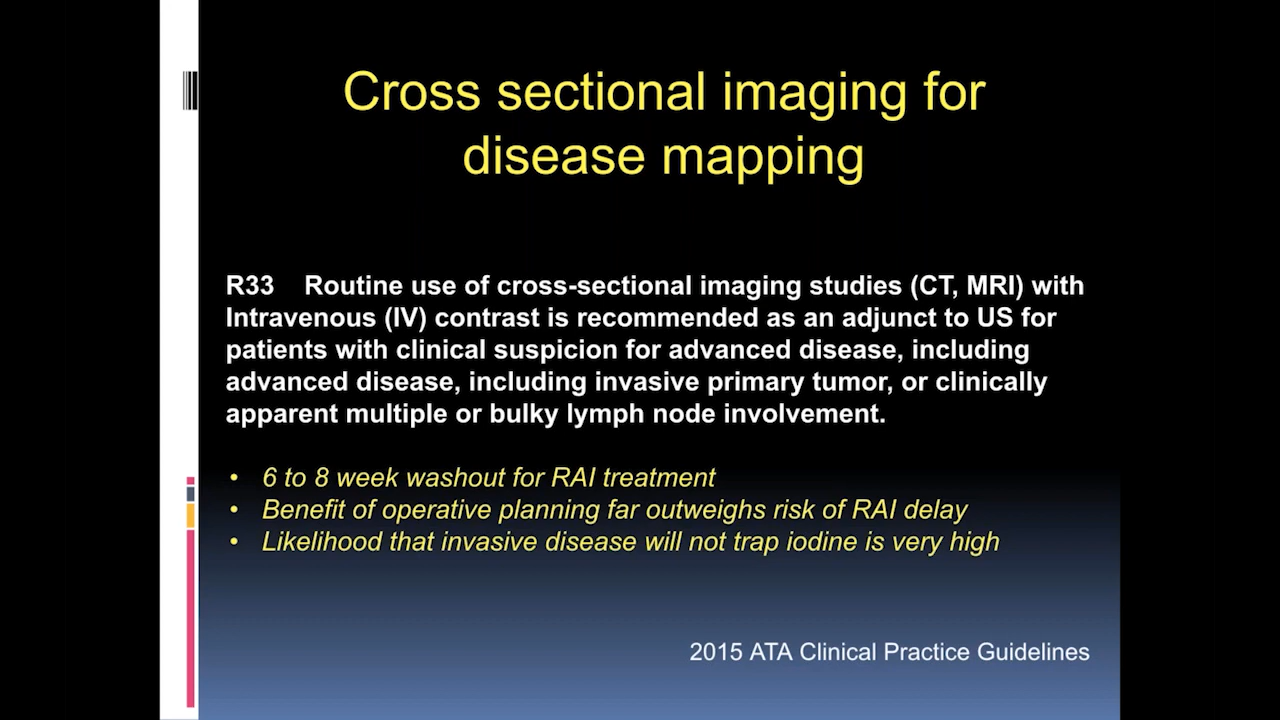 Cross sectional imaging for
disease mapping
R33 Routine use of cross-sectional imaging studies (CT, MRI) with
Intravenous (IV) contrast is recommended as an adjunct to US for
patients with clinical suspicion for advanced disease, including
advanced disease, including invasive primary tumor, or clinically
apparent multiple or bulky lymph node involvement.
• 6 to 8 week washout for RAI treatment
• Benefit of operative planning far outweighs risk of RAI delay
• Likelihood that invasive disease will not trap iodine is very high
2015 ATA Clinical Practice Guidelines